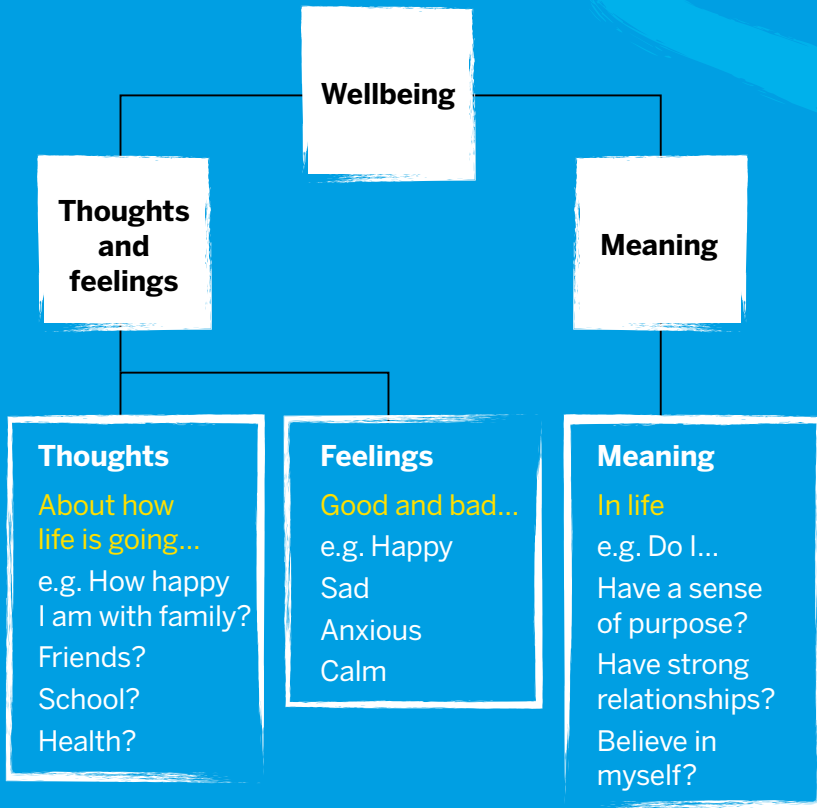 Wellbeing
Thoughts
and
feelings
Meaning
Thoughts
About how
life is going...
e.g. How happy
I am with family?
Friends?
School?
Health?
Feelings
Good and bad...
e.g. Happy
Sad
Anxious
Calm
Meaning
In life
e.g. Do I...
Have a sense
of purpose?
Have strong
relationships?
Believe in
myself?